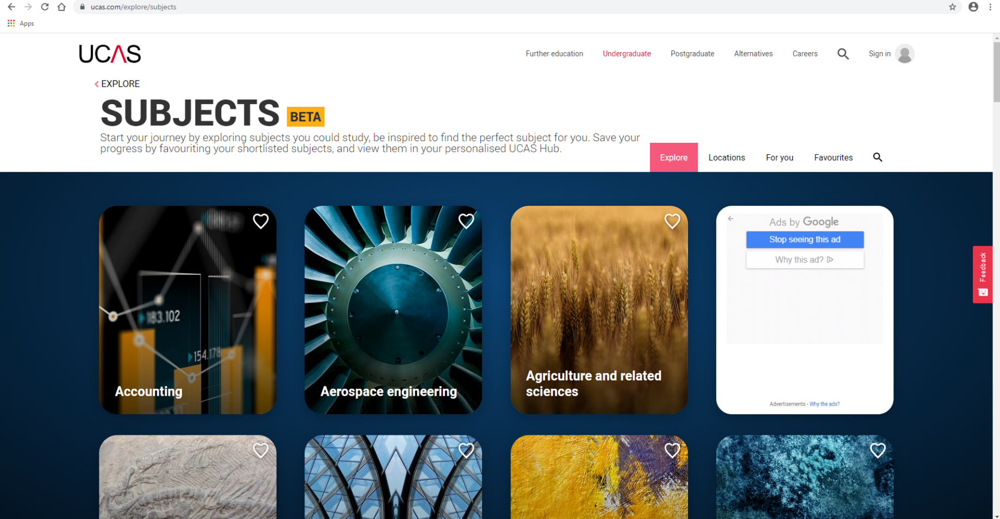 ucas.com/explore/subjects
Apps
UCAS
Further education Undergraduate Postgraduate Alternatives Careers Sign in
EXPLORE
SUBJECTS BETA
Start your journey by exploring subjects you could study, be inspired to find the perfect subject for you. Save your
progress by favouriting your shortlisted subjects, and view them in your personalised UCAS Hub.
Explore Locations For you Favourites
Ads by Google
Stop seeing this ad
Why this ad?
Feedback
183.102
154.178
Agriculture and related
sciences
Accounting
Aerospace engineering
Advertisements - Why the ads?